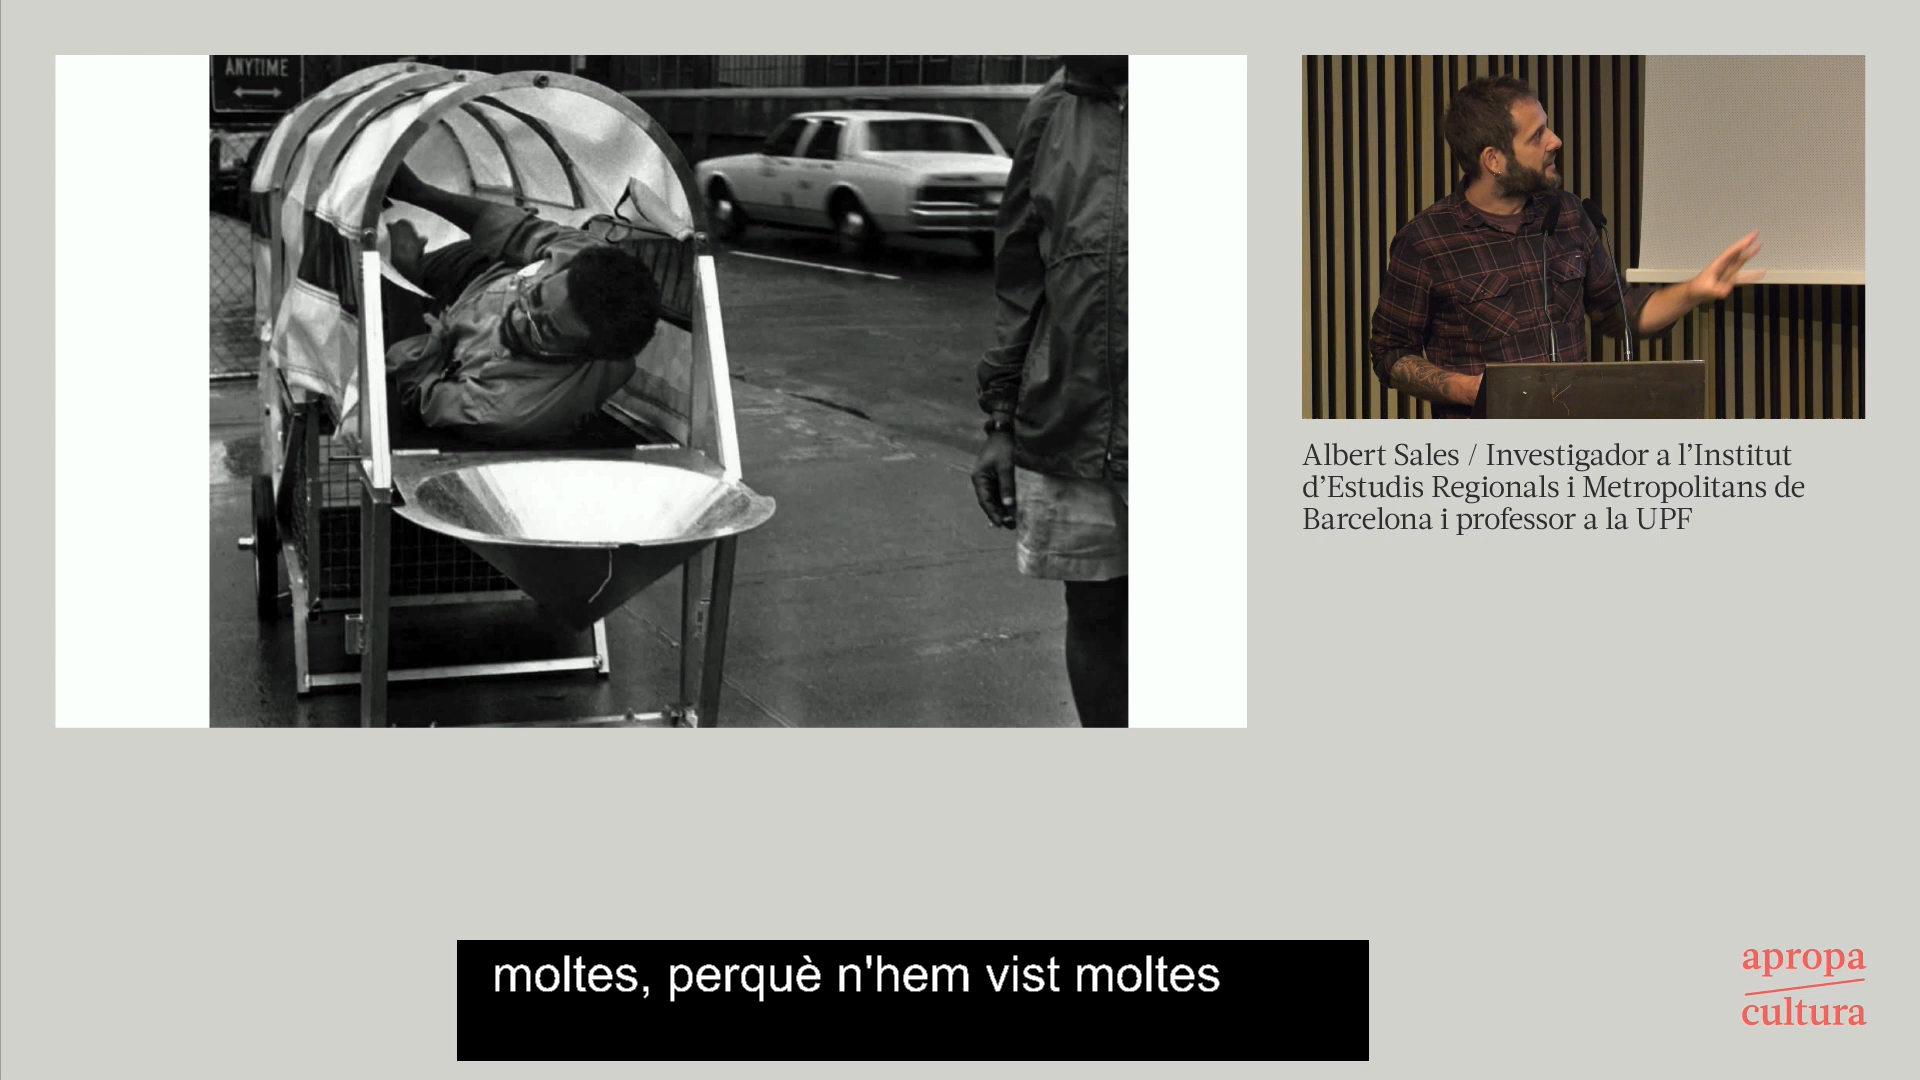 ANYTIME
Albert Sales / Investigador a l’Institut
d’Estudis Regionals i Metropolitans de
Barcelona i professor a la UPF
moltes, perquè n'hem vist moltes
apropa
cultura